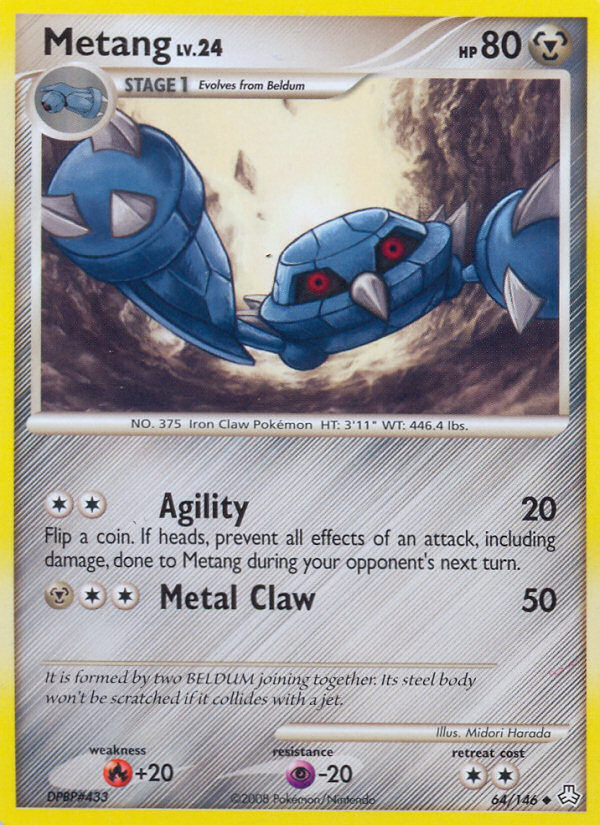 Metang LV.24 HP 80
STAGE 1 Evolves from Beldum
NO. 375 Iron Claw Pokémon HT: 3'11" WT: 446.4 lbs.
Agility 20
Flip a coin. If heads, prevent all effects of an attack, including
damage, done to Metang during your opponent's next turn.
Metal Claw 50
It is formed by two BELDUM joining together. Its steel body
won't be scratched if it collides with a jet.
Illus. Midori Harada
weakness resistance retreat cost
+20 -20
DPBP#433 ©2008 Pokémon/Nintendo 64/146